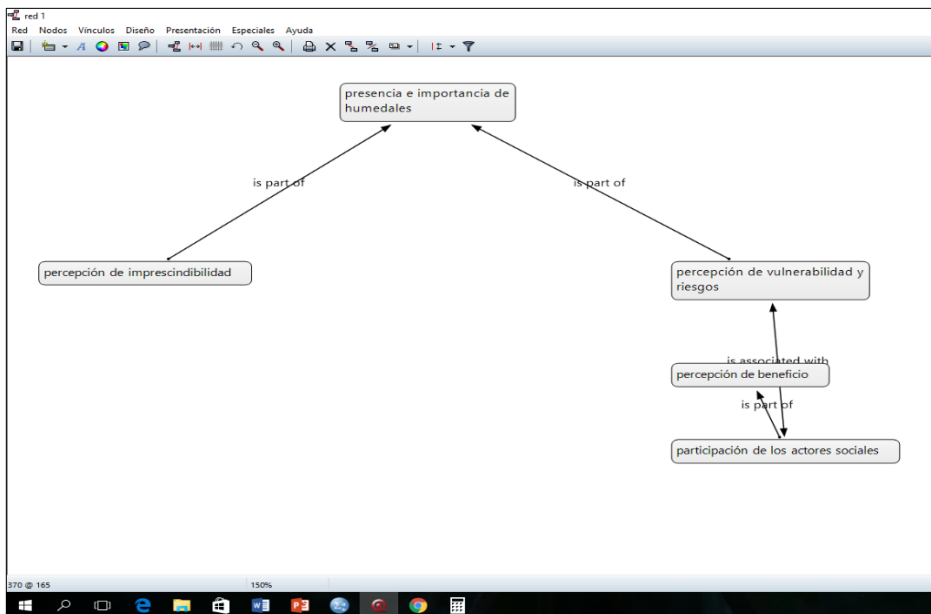 red 1
Red Nodos Vínculos Diseño Presentación Especiales Ayuda
presencia e importancia de
humedales
is part of
is part of
percepción de imprescindibilidad
percepción de vulnerabilidad y
riesgos
is associated with
percepción de beneficio
is part of
participación de los actores sociales
370 @ 165
150%